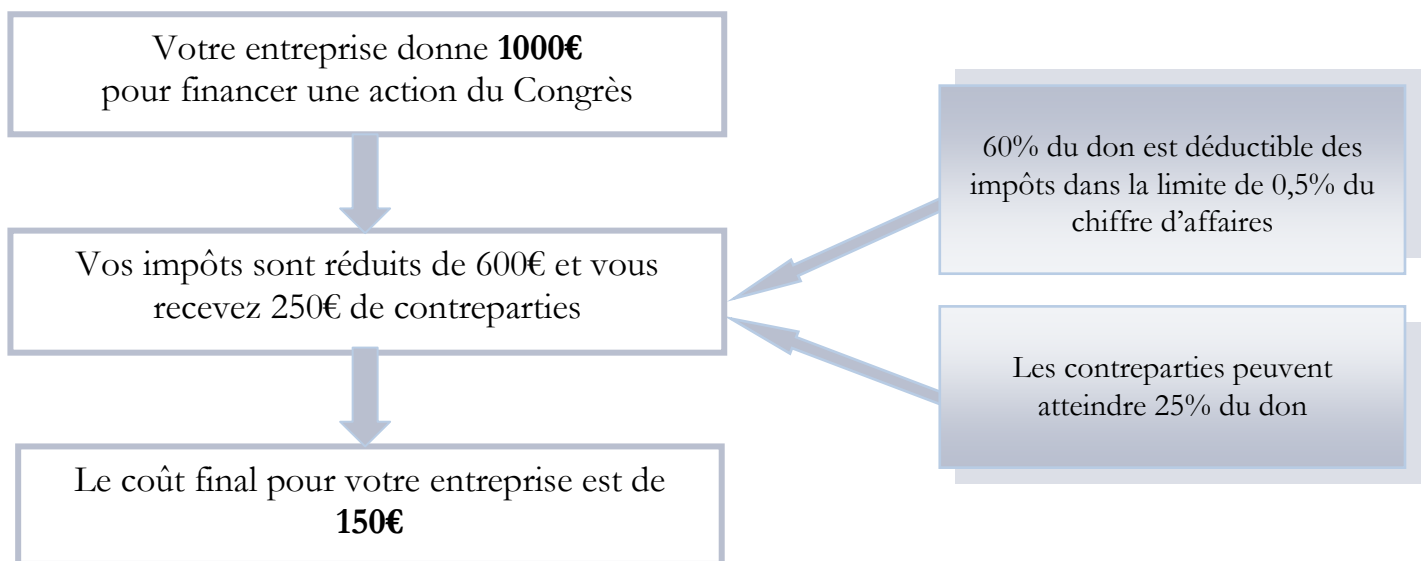 Votre entreprise donne 1000€
pour financer une action du Congrès
60% du don est déductible des
impôts dans la limite de 0,5% du
chiffre d’affaires
Vos impôts sont réduits de 600€ et vous
recevez 250€ de contreparties
Les contreparties peuvent
atteindre 25% du don
Le coût final pour votre entreprise est de
150€